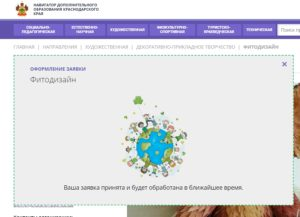 НАВИГАТОР ДОПОЛНИТЕЛЬНОГО
ОБРАЗОВАНИЯ КРАСНОДАРСКОГО
КРАЯ
СОЦИАЛЬНО-
ПЕДАГОГИЧЕСКАЯ
ЕСТЕСТВЕННО-
НАУЧНАЯ
ХУДОЖЕСТВЕННАЯ
ФИЗКУЛЬТУРНО-
СПОРТИВНАЯ
ТУРИСТСКО-
КРАЕВЕДЧЕСКАЯ
ТЕХНИЧЕСКАЯ
ГЛАВНАЯ НАПРАВЛЕНИЯ ХУДОЖЕСТВЕННАЯ ДЕКОРАТИВНО-ПРИКЛАДНОЕ ТВОРЧЕСТВО ФИТОДИЗАЙН
ОФОРМЛЕНИЕ ЗАЯВКИ
Фитодизайн
Ваша заявка принята и будет обработана в ближайшее время.